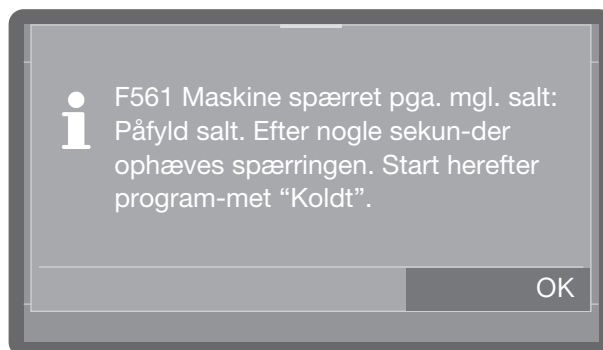 F561 Maskine spærret pga. mgl. salt:
Påfyld salt. Efter nogle sekun-der
ophæves spærringen. Start herefter
program-met “Koldt”.
OK